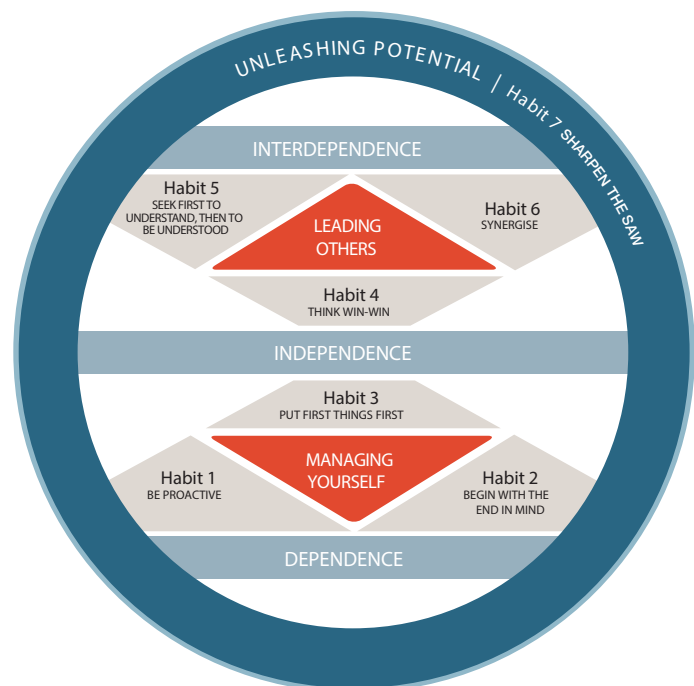 UNLEASHING POTENTIAL | Habit 7 SHARPEN THE SAW
INTERDEPENDENCE
Habit 5
SEEK FIRST TO
UNDERSTAND, THEN TO
BE UNDERSTOOD
LEADING
OTHERS
Habit 6
SYNERGISE
Habit 4
THINK WIN-WIN
INDEPENDENCE
Habit 3
PUT FIRST THINGS FIRST
Habit 1
BE PROACTIVE
MANAGING
YOURSELF
Habit 2
BEGIN WITH THE
END IN MIND
DEPENDENCE